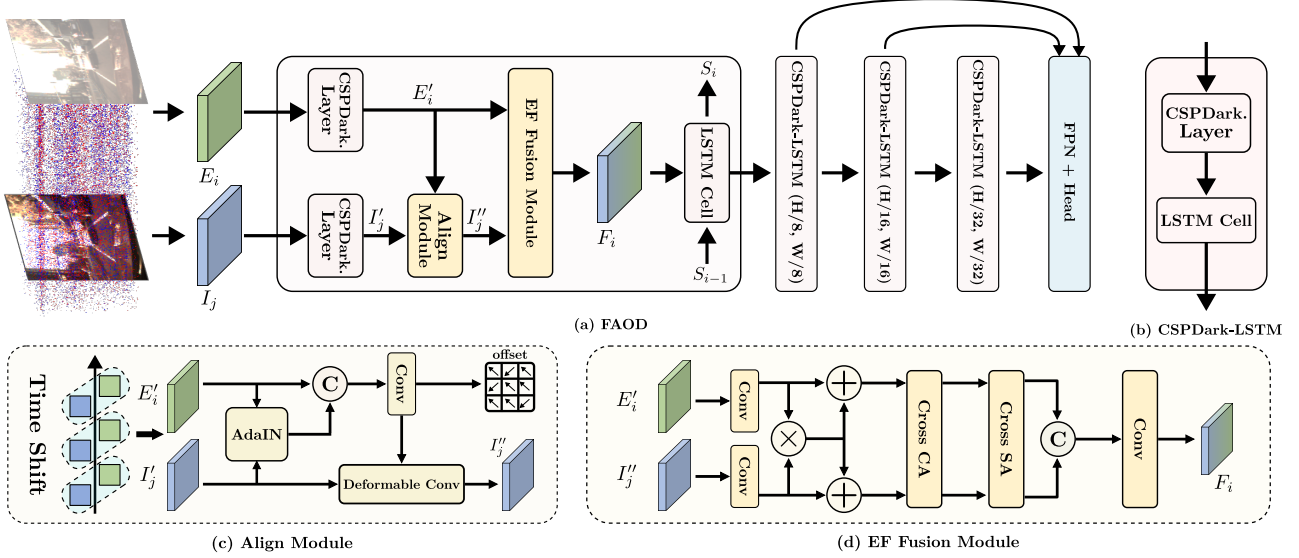 E_i
I_j
CSPDark.
Layer
E'_i
CSPDark.
Layer
I'_j
Align
Module
I''_j
EF Fusion Module
F_i
S_i
LSTM Cell
S_{i-1}
CSPDark-LSTM (H/8, W/8)
CSPDark-LSTM (H/16, W/16)
CSPDark-LSTM (H/32, W/32)
FPN + Head
(a) FAOD
CSPDark.
Layer
LSTM Cell
(b) CSPDark-LSTM
Time Shift
E'_i
I'_j
AdaIN
C
Conv
offset
Deformable Conv
I''_j
(c) Align Module
E'_i
I''_j
Conv
Conv
×
+
+
Cross CA
Cross SA
C
Conv
F_i
(d) EF Fusion Module